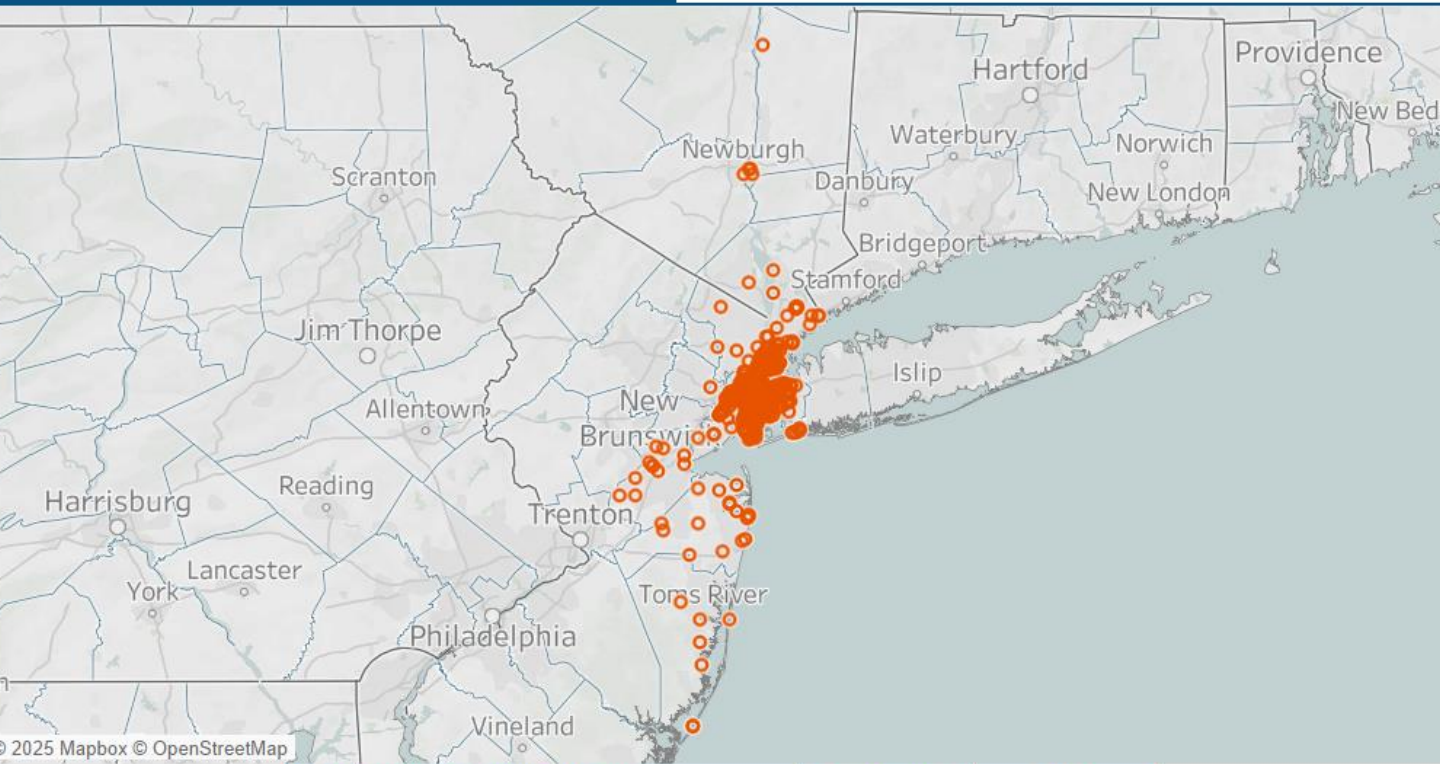 Providence
Hartford
New Bed
Waterbury
Norwich
Newburgh
Scranton
Danbury
New London
Bridgeport
Stamford
Jim Thorpe
Islip
New
Brunswick
Allentown
Reading
Harrisburg
Trenton
Lancaster
York
Toms River
Philadelphia
Vineland
© 2025 Mapbox © OpenStreetMap